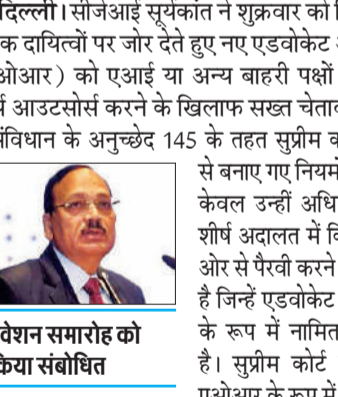 दिल्ली। सीजेआई सूर्यकांत ने शुक्रवार को
क दायित्वों पर जोर देते हुए नए एडवोकेट
ओआर) को एआई या अन्य बाहरी पक्षों
आउटसोर्स करने के खिलाफ सख्त चेताव
संविधान के अनुच्छेद 145 के तहत सुप्रीम क
से बनाए गए नियमों
केवल उन्हीं अधि
शीर्ष अदालत में वि
ओर से पैरवी करने
है जिन्हें एडवोकेट
के रूप में नामित
है। सुप्रीम कोर्ट
एओआर के रूप में
वेशन समारोह को
किया संबोधित